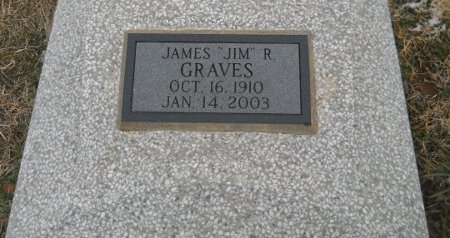 JAMES "JIM" R.
GRAVES
OCT. 16, 1910
JAN. 14, 2003